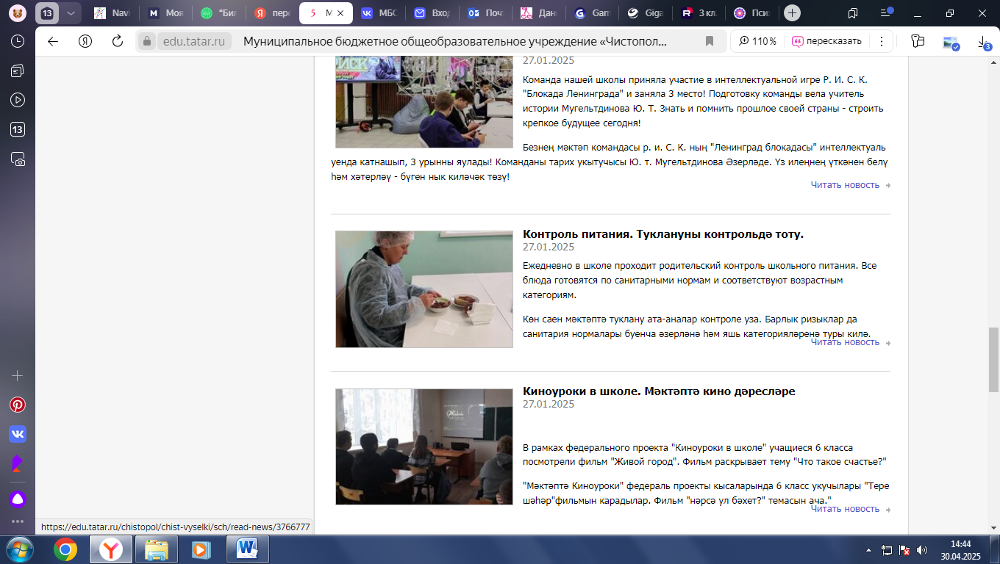 13
Navi
Моя
"Бил
пере
5 М
МБС
Вход
Почт
Дан
Gam
Giga
3 кл
Пси
edu.tatar.ru Муниципальное бюджетное общеобразовательное учреждение «Чистопол...
110 %
пересказать
3
13
27.01.2025
Команда нашей школы приняла участие в интеллектуальной игре Р. И. С. К.
"Блокада Ленинграда" и заняла 3 место! Подготовку команды вела учитель
истории Мугельтдинова Ю. Т. Знать и помнить прошлое своей страны - строить
крепкое будущее сегодня!
Безнең мәктәп командасы р. и. С. К. ның "Ленинград блокадасы" интеллектуаль
уенда катнашып, 3 урынны яулады! Команданы тарих укытучысы Ю. т. Мугельтдинова Әзерләде. Үз илеңнең үткәнен белү
һәм хәтерләү - бүген нык киләчәк төзү!
Читать новость
Контроль питания. Туклануны контрольдә тоту.
27.01.2025
Ежедневно в школе проходит родительский контроль школьного питания. Все
блюда готовятся по санитарными нормам и соответствуют возрастным
категориям.
Көн саен мәктәптә туклану ата-аналар контроле уза. Барлык ризыклар да
санитария нормалары буенча әзерләнә һәм яшь категорияләренә туры килә.
Читать новость
Киноуроки в школе. Мәктәптә кино дәресләре
27.01.2025
В рамках федерального проекта "Киноуроки в школе" учащиеся 6 класса
посмотрели фильм "Живой город". Фильм раскрывает тему "Что такое счастье?"
"Мәктәптә Киноуроки" федераль проекты кысаларында 6 класс укучылары "Тере
шәһәр"фильмын карадылар. Фильм "нәрсә ул бәхет?" темасын ача."
Читать новость
https://edu.tatar.ru/chistopol/chist-vyselki/sch/read-news/3766777
14:44
30.04.2025